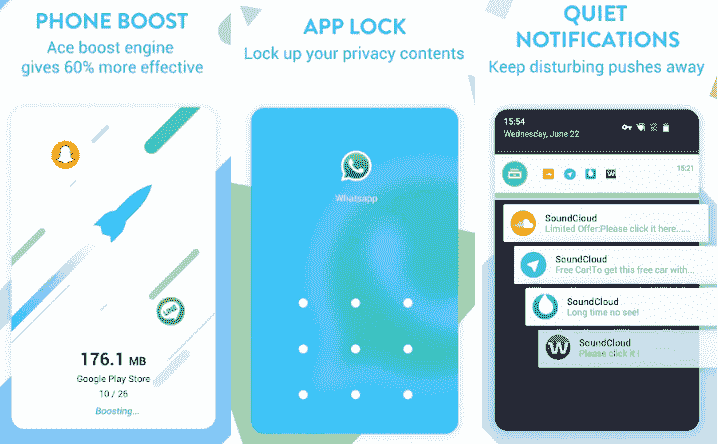 PHONE BOOST
Ace boost engine
gives 60% more effective
176.1 MB
Google Play Store
10 / 26
Boosting...
APP LOCK
Lock up your privacy contents
Whatsapp
QUIET
NOTIFICATIONS
Keep disturbing pushes away
15:54
Wednesday, June 22
15:21
SoundCloud
Limited Offer:Please click it here......
SoundCloud
Free Car!To get this free car with...
SoundCloud
Long time no see!
SoundCloud
Please click it !